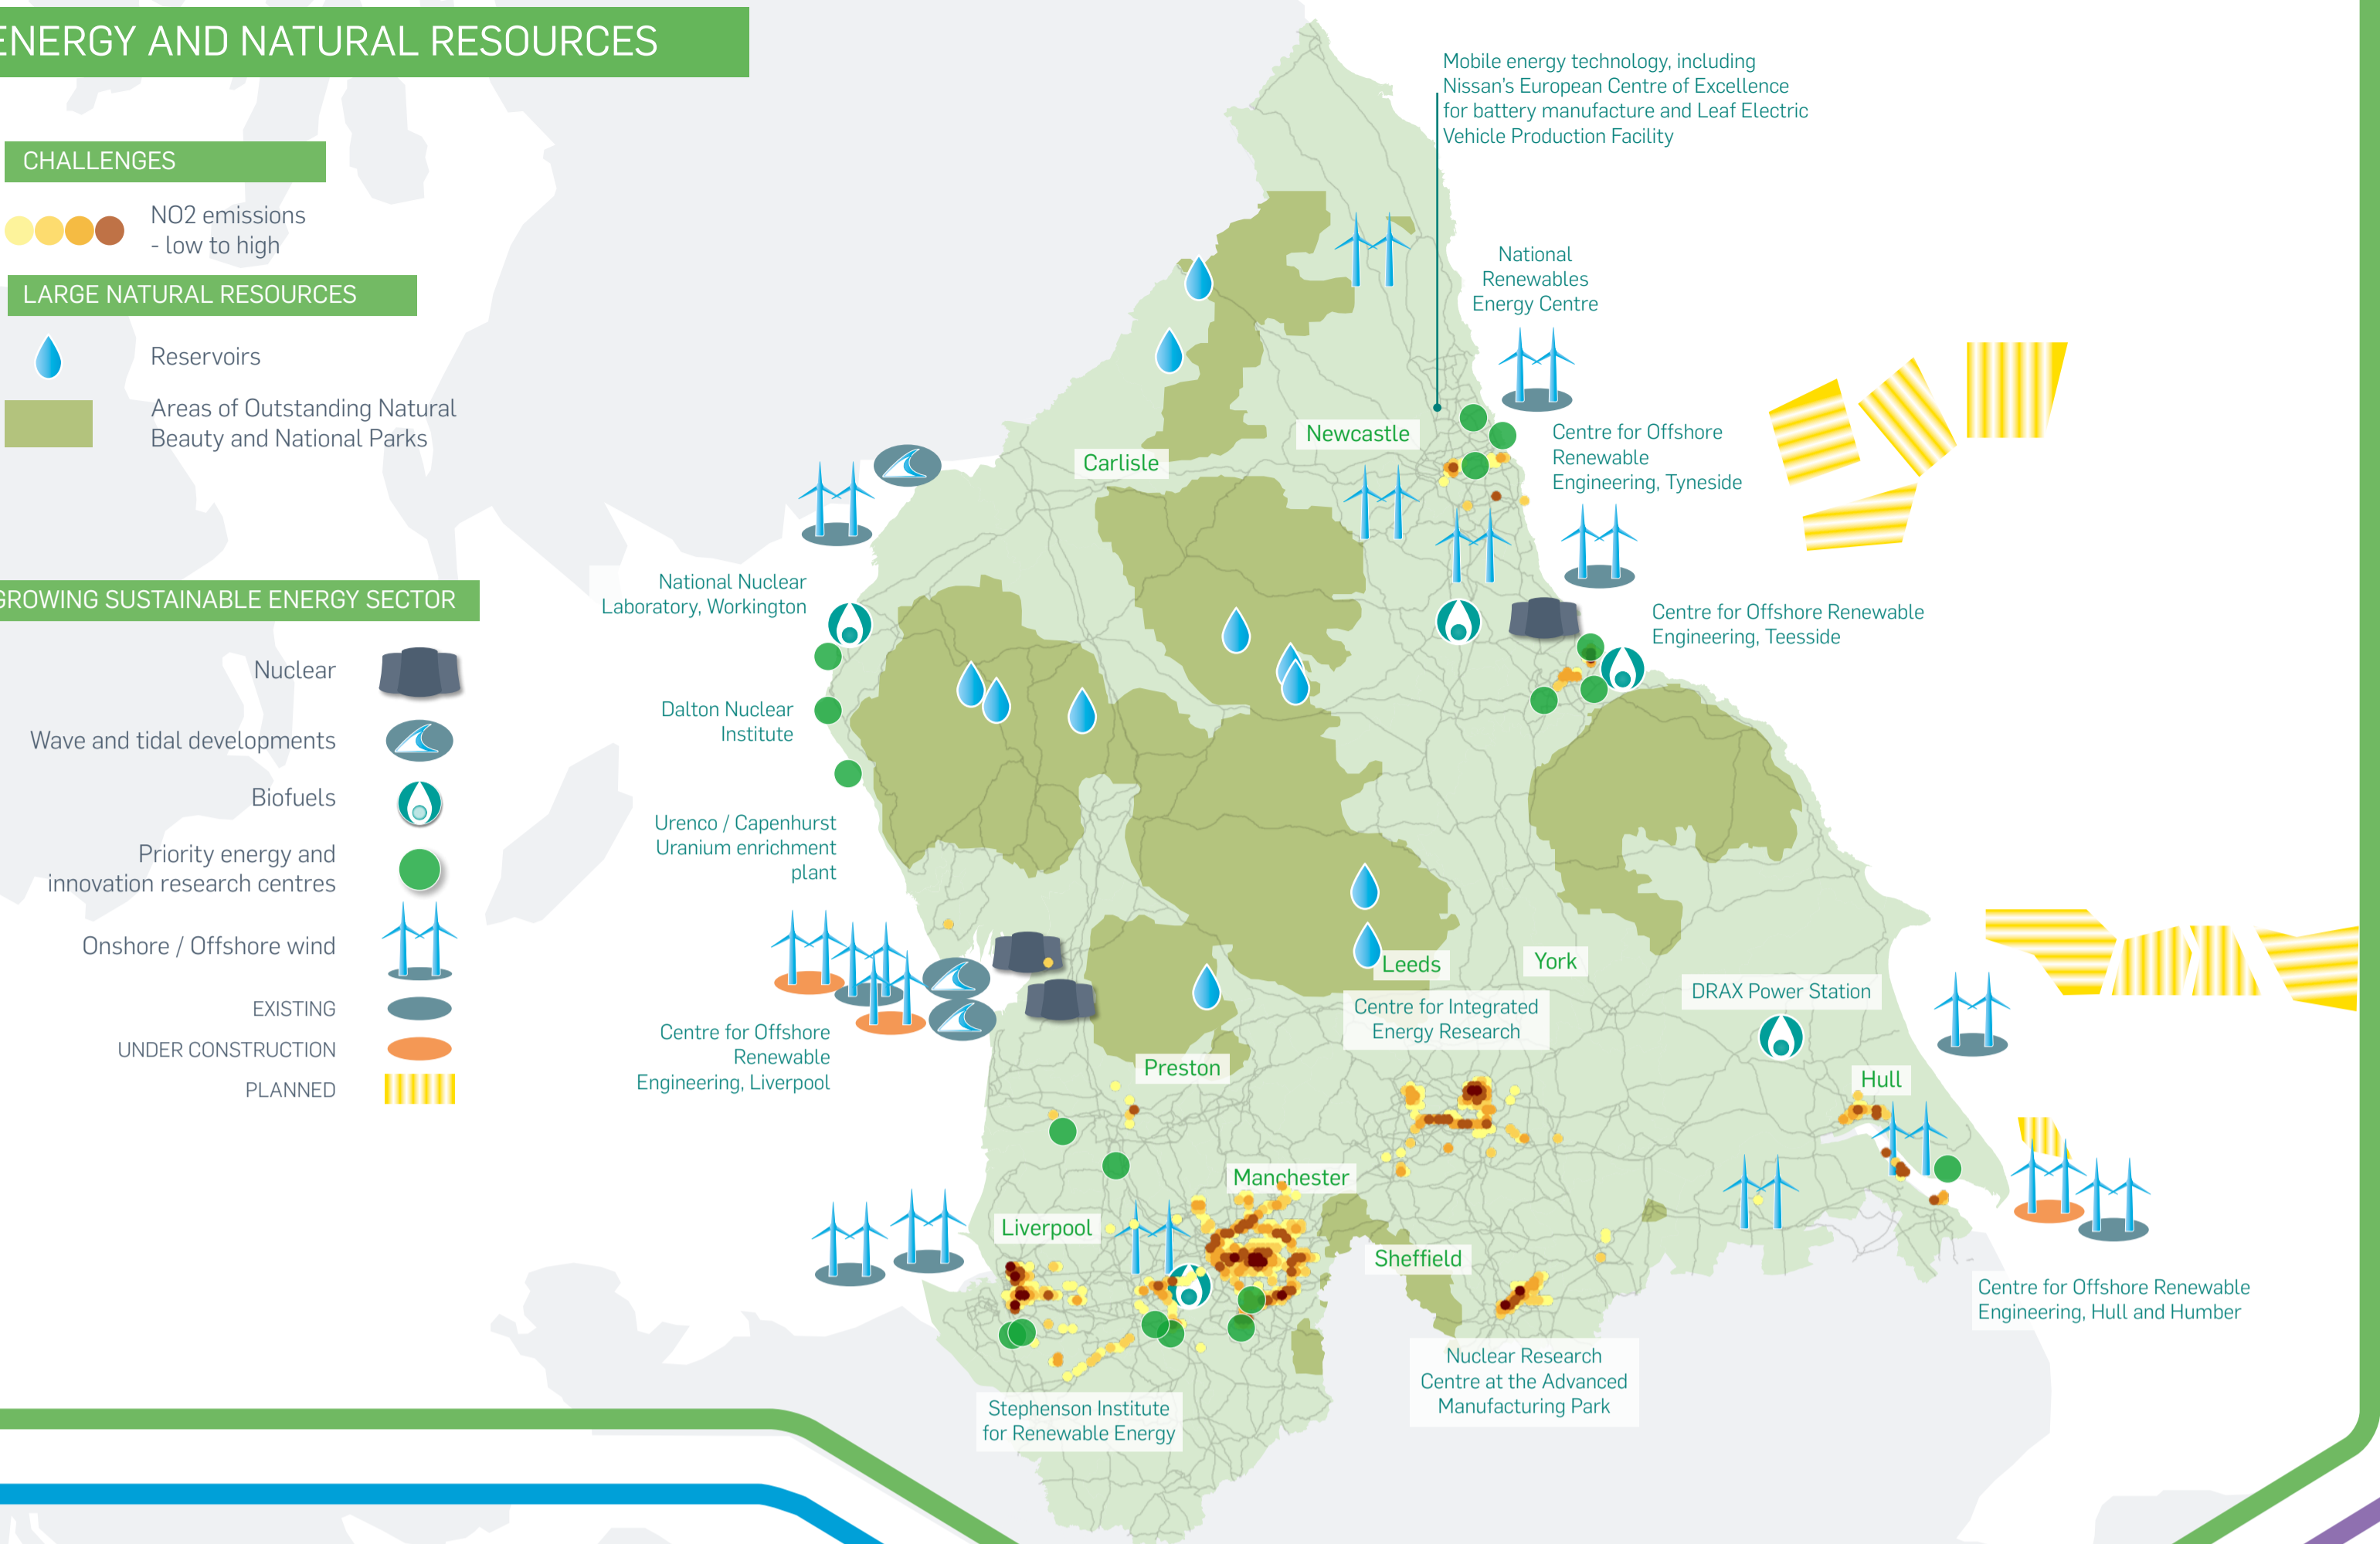 ENERGY AND NATURAL RESOURCES
CHALLENGES
NO2 emissions
- low to high
LARGE NATURAL RESOURCES
Reservoirs
Areas of Outstanding Natural
Beauty and National Parks
GROWING SUSTAINABLE ENERGY SECTOR
Nuclear
Wave and tidal developments
Biofuels
Priority energy and
innovation research centres
Onshore / Offshore wind
EXISTING
UNDER CONSTRUCTION
PLANNED
Mobile energy technology, including
Nissan's European Centre of Excellence
for battery manufacture and Leaf Electric
Vehicle Production Facility
National
Renewables
Energy Centre
Newcastle
Carlisle
Centre for Offshore
Renewable
Engineering, Tyneside
National Nuclear
Laboratory, Workington
Centre for Offshore Renewable
Engineering, Teesside
Dalton Nuclear
Institute
Urenco / Capenhurst
Uranium enrichment
plant
Leeds
York
Centre for Integrated
Energy Research
DRAX Power Station
Centre for Offshore
Renewable
Engineering, Liverpool
Preston
Hull
Manchester
Liverpool
Sheffield
Centre for Offshore Renewable
Engineering, Hull and Humber
Nuclear Research
Centre at the Advanced
Manufacturing Park
Stephenson Institute
for Renewable Energy